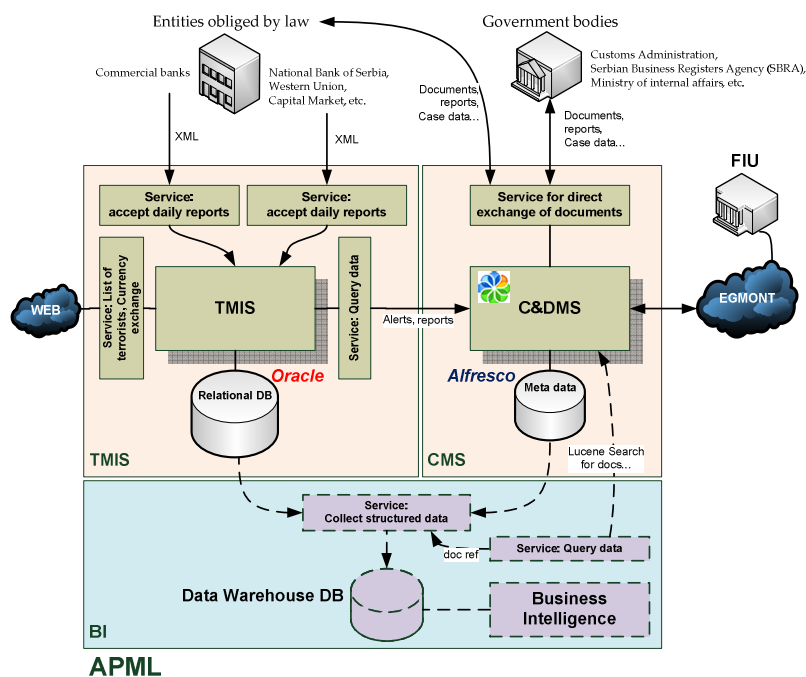 Entities obliged by law
Government bodies
Commercial banks
National Bank of Serbia,
Western Union,
Capital Market, etc.
Customs Administration,
Serbian Business Registers Agency (SBRA),
Ministry of internal affairs, etc.
Documents,
reports,
Case data...
Documents,
reports,
Case data...
XML
XML
FIU
Service:
accept daily reports
Service:
accept daily reports
Service for direct
exchange of documents
Service: List of
terrorists, Currency
exchange
TMIS
Service: Query data
C&DMS
WEB
EGMONT
Alerts, reports
Oracle
Alfresco
Relational DB
Meta data
TMIS
CMS
Lucene Search
for docs...
Service:
Collect structured data
doc ref
Service: Query data
Data Warehouse DB
Business
Intelligence
BI
APML